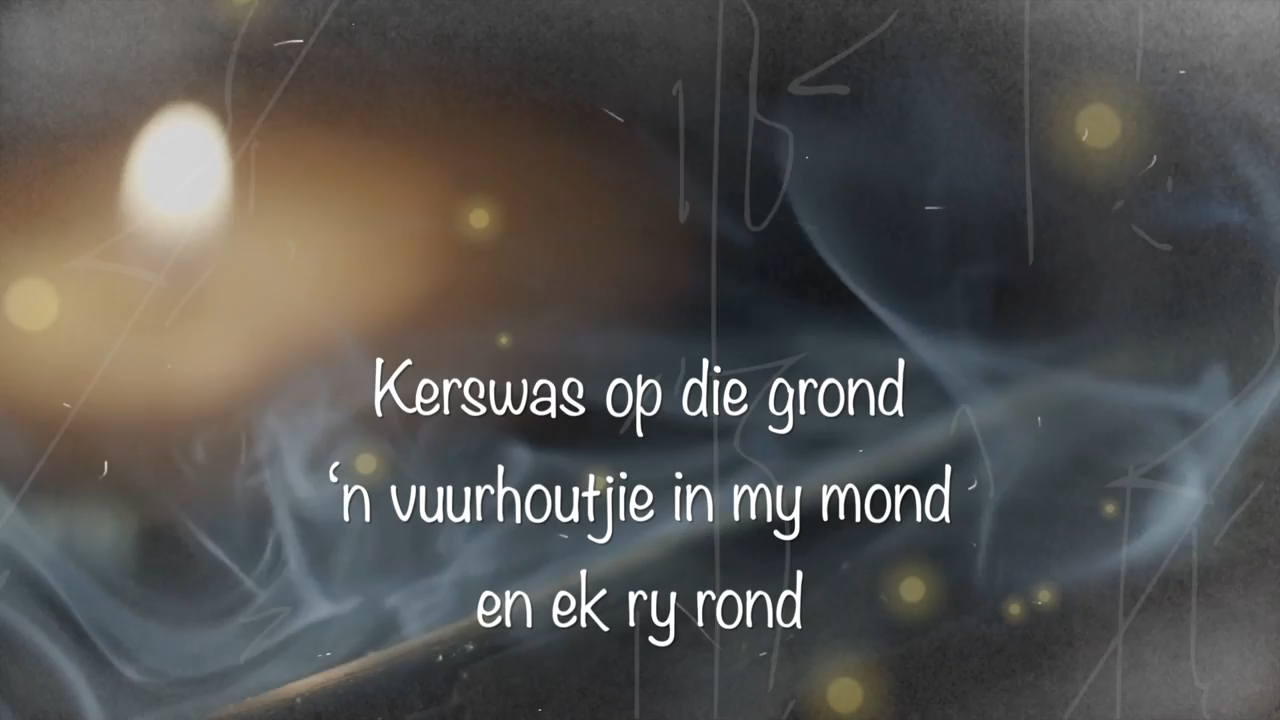 Kerswas op die grond
‘n vuurhoutjie in my mond
en ek ry rond